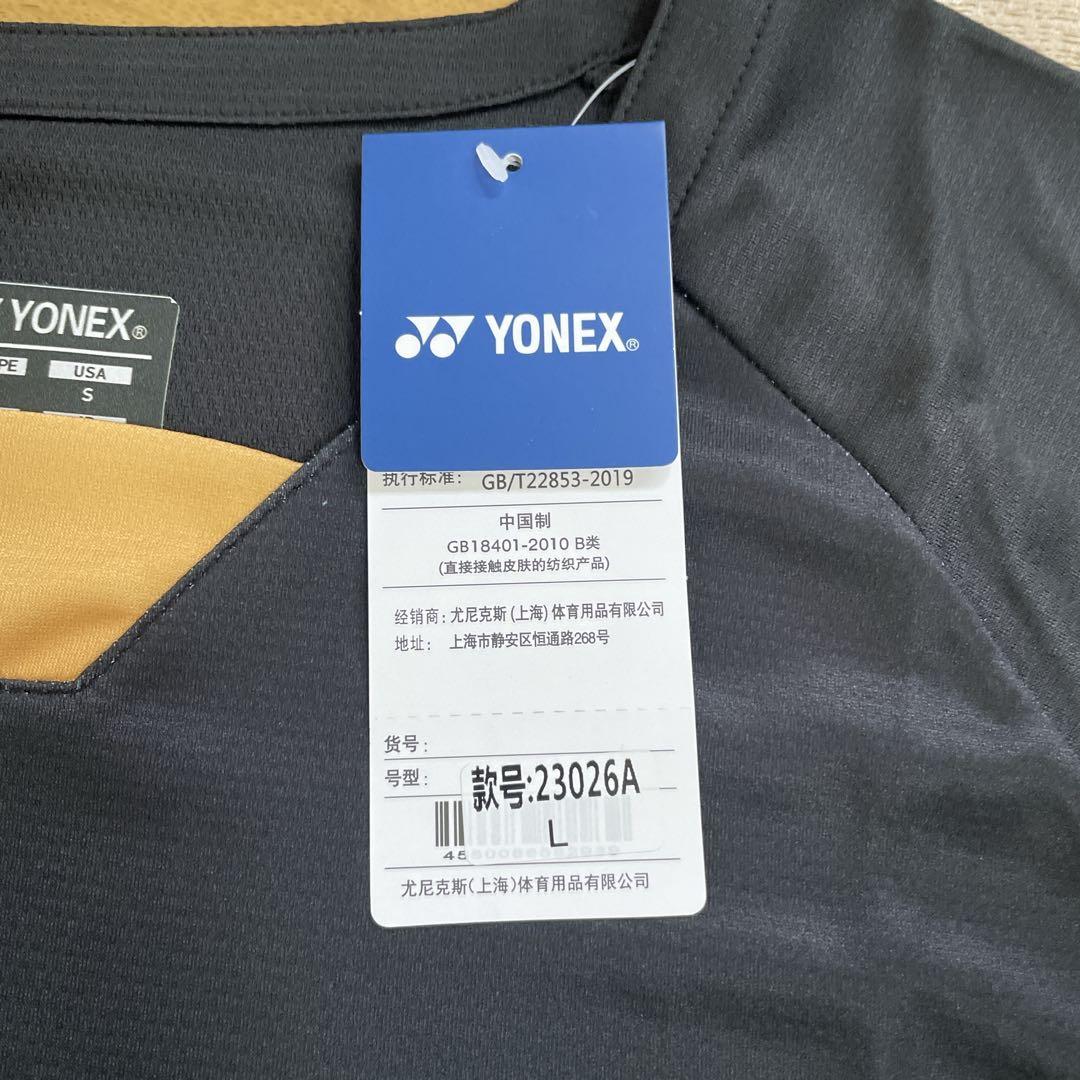 YONEX®
YONEX®
USA
S
执行标准: GB/T22853-2019
中国制
GB18401-2010 B类
(直接接触皮肤的纺织产品)
经销商: 尤尼克斯 (上海) 体育用品有限公司
地址: 上海市静安区恒通路268号
货号:
号型:
款号:23026A
L
尤尼克斯(上海)体育用品有限公司